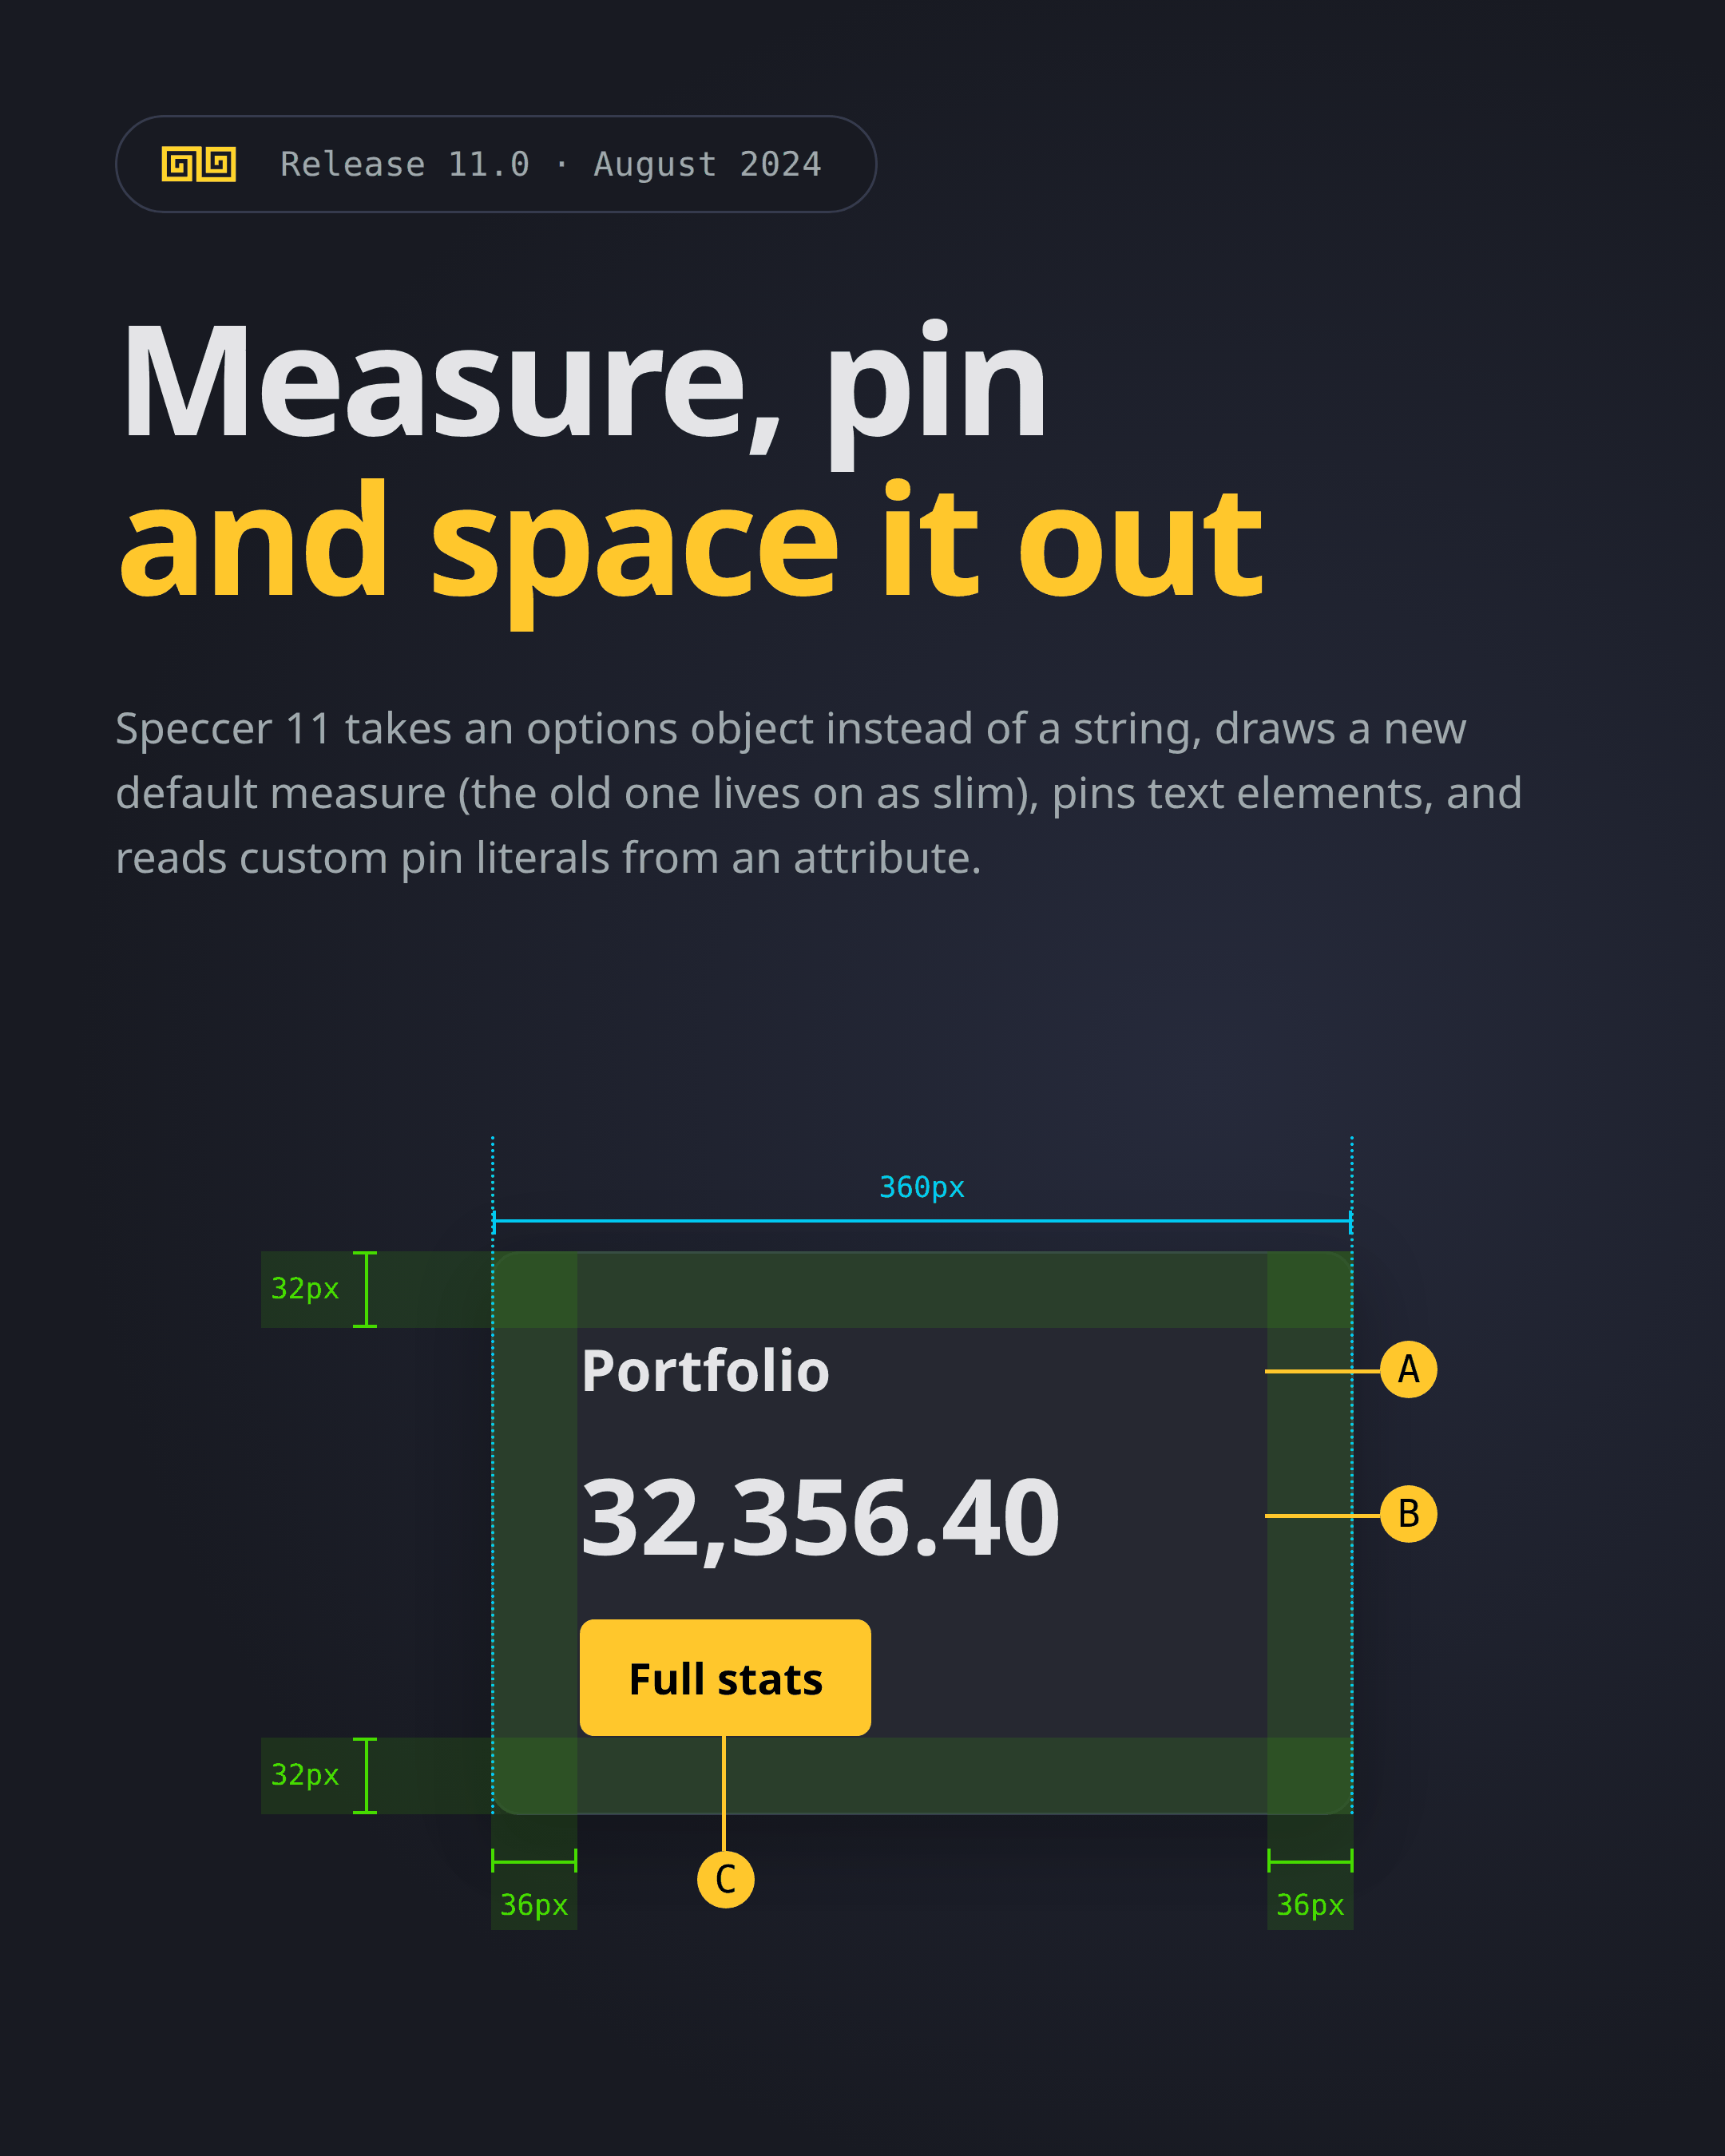 Release 11.0 · August 2024
Measure, pin
and space it out
Speccer 11 takes an options object instead of a string, draws a new
default measure (the old one lives on as slim), pins text elements, and
reads custom pin literals from an attribute.
360px
32px
Portfolio
A
32,356.40
B
Full stats
32px
C
36px
36px